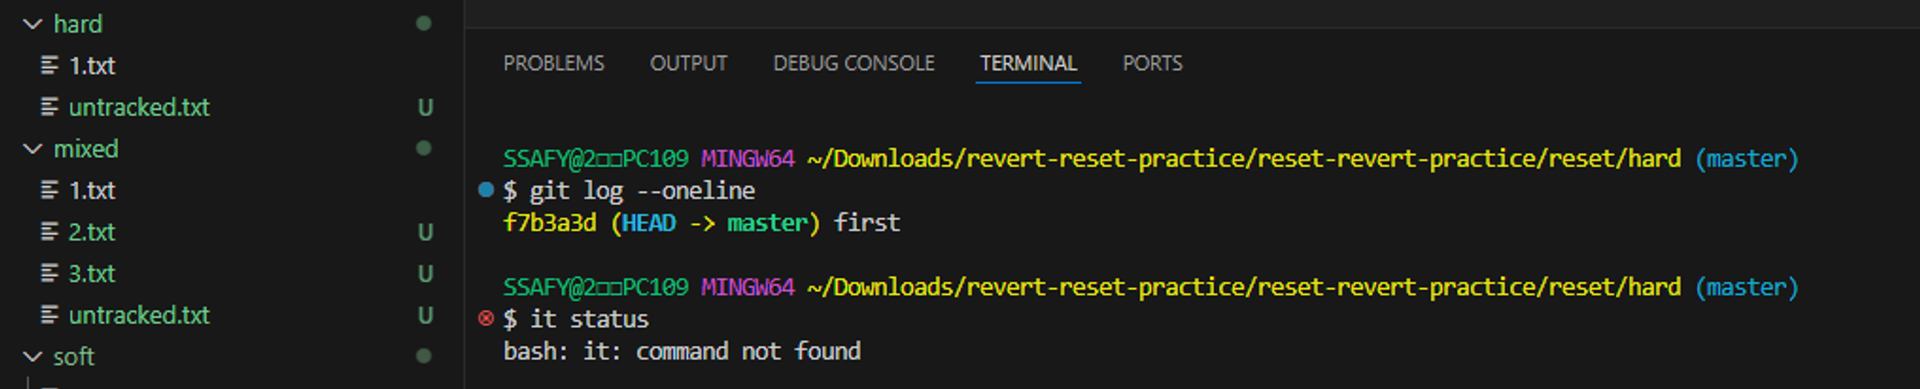 hard
1.txt
untracked.txt U
mixed
1.txt
2.txt U
3.txt U
untracked.txt U
soft
PROBLEMS OUTPUT DEBUG CONSOLE TERMINAL PORTS
SSAFY@2□□PC109 MINGW64 ~/Downloads/revert-reset-practice/reset-revert-practice/reset/hard (master)
$ git log --oneline
f7b3a3d (HEAD -> master) first
SSAFY@2□□PC109 MINGW64 ~/Downloads/revert-reset-practice/reset-revert-practice/reset/hard (master)
$ it status
bash: it: command not found